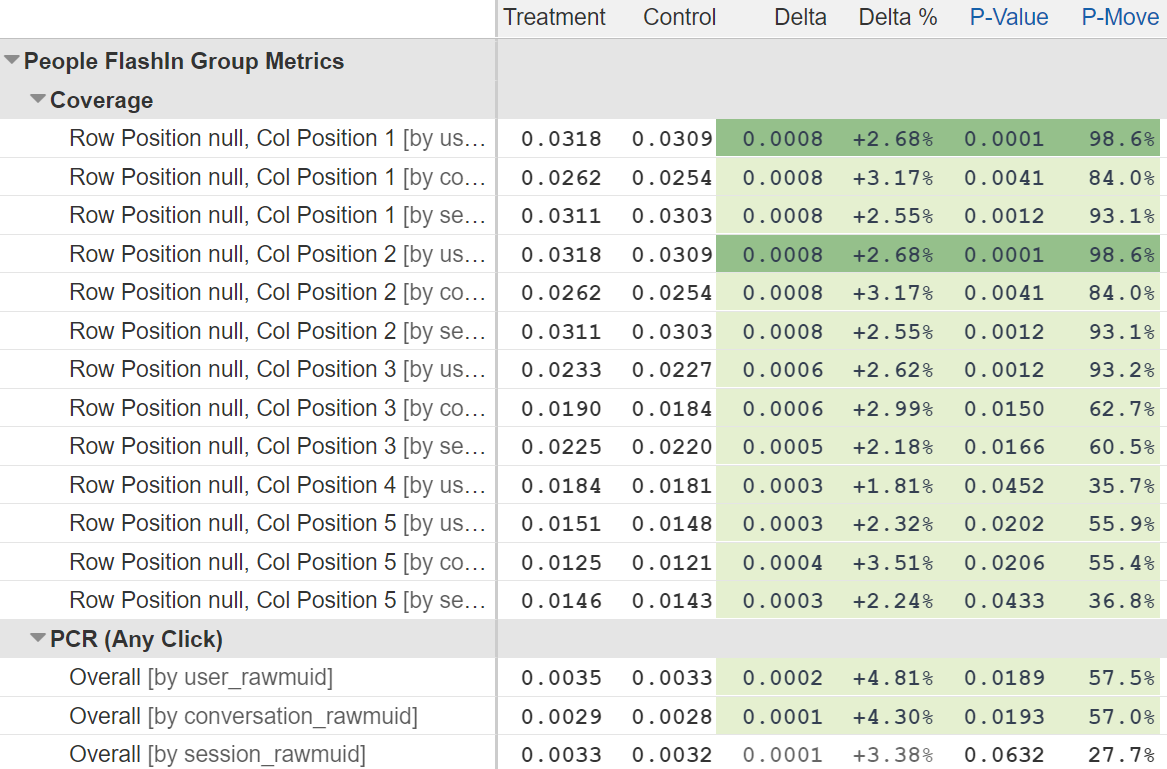 Treatment Control Delta Delta % P-Value P-Move
People FlashIn Group Metrics
Coverage
Row Position null, Col Position 1 [by us... 0.0318 0.0309 0.0008 +2.68% 0.0001 98.6%
Row Position null, Col Position 1 [by co... 0.0262 0.0254 0.0008 +3.17% 0.0041 84.0%
Row Position null, Col Position 1 [by se... 0.0311 0.0303 0.0008 +2.55% 0.0012 93.1%
Row Position null, Col Position 2 [by us... 0.0318 0.0309 0.0008 +2.68% 0.0001 98.6%
Row Position null, Col Position 2 [by co... 0.0262 0.0254 0.0008 +3.17% 0.0041 84.0%
Row Position null, Col Position 2 [by se... 0.0311 0.0303 0.0008 +2.55% 0.0012 93.1%
Row Position null, Col Position 3 [by us... 0.0233 0.0227 0.0006 +2.62% 0.0012 93.2%
Row Position null, Col Position 3 [by co... 0.0190 0.0184 0.0006 +2.99% 0.0150 62.7%
Row Position null, Col Position 3 [by se... 0.0225 0.0220 0.0005 +2.18% 0.0166 60.5%
Row Position null, Col Position 4 [by us... 0.0184 0.0181 0.0003 +1.81% 0.0452 35.7%
Row Position null, Col Position 5 [by us... 0.0151 0.0148 0.0003 +2.32% 0.0202 55.9%
Row Position null, Col Position 5 [by co... 0.0125 0.0121 0.0004 +3.51% 0.0206 55.4%
Row Position null, Col Position 5 [by se... 0.0146 0.0143 0.0003 +2.24% 0.0433 36.8%
PCR (Any Click)
Overall [by user_rawmuid] 0.0035 0.0033 0.0002 +4.81% 0.0189 57.5%
Overall [by conversation_rawmuid] 0.0029 0.0028 0.0001 +4.30% 0.0193 57.0%
Overall [by session_rawmuid] 0.0033 0.0032 0.0001 +3.38% 0.0632 27.7%